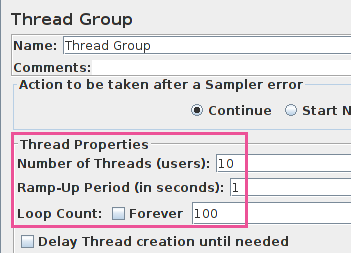 Thread Group
Name: Thread Group
Comments:
Action to be taken after a Sampler error
Continue Start N
Thread Properties
Number of Threads (users): 10
Ramp-Up Period (in seconds): 1
Loop Count: Forever 100
Delay Thread creation until needed